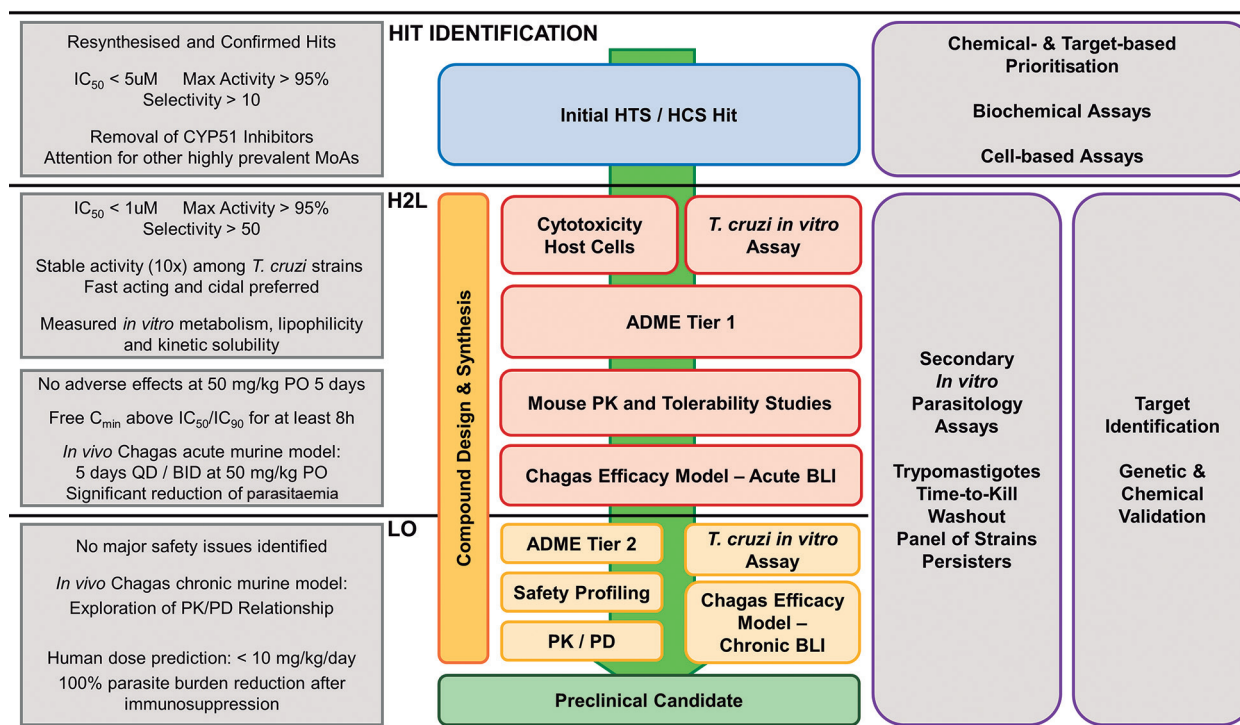 HIT IDENTIFICATION
Resynthesised and Confirmed Hits
IC50 < 5uM Max Activity > 95%
Selectivity > 10
Removal of CYP51 Inhibitors
Attention for other highly prevalent MoAs
Initial HTS / HCS Hit
Chemical- & Target-based
Prioritisation
Biochemical Assays
Cell-based Assays
H2L
IC50 < 1uM Max Activity > 95%
Selectivity > 50
Stable activity (10x) among T. cruzi strains
Fast acting and cidal preferred
Measured in vitro metabolism, lipophilicity
and kinetic solubility
No adverse effects at 50 mg/kg PO 5 days
Free Cmin above IC50/IC90 for at least 8h
In vivo Chagas acute murine model:
5 days QD / BID at 50 mg/kg PO
Significant reduction of parasitaemia
Compound Design & Synthesis
Cytotoxicity
Host Cells
T. cruzi in vitro
Assay
ADME Tier 1
Mouse PK and Tolerability Studies
Chagas Efficacy Model – Acute BLI
Secondary
In vitro
Parasitology
Assays
Trypomastigotes
Time-to-Kill
Washout
Panel of Strains
Persisters
Target
Identification
Genetic &
Chemical
Validation
LO
No major safety issues identified
In vivo Chagas chronic murine model:
Exploration of PK/PD Relationship
Human dose prediction: < 10 mg/kg/day
100% parasite burden reduction after
immunosuppression
ADME Tier 2
Safety Profiling
PK / PD
T. cruzi in vitro
Assay
Chagas Efficacy
Model –
Chronic BLI
Preclinical Candidate